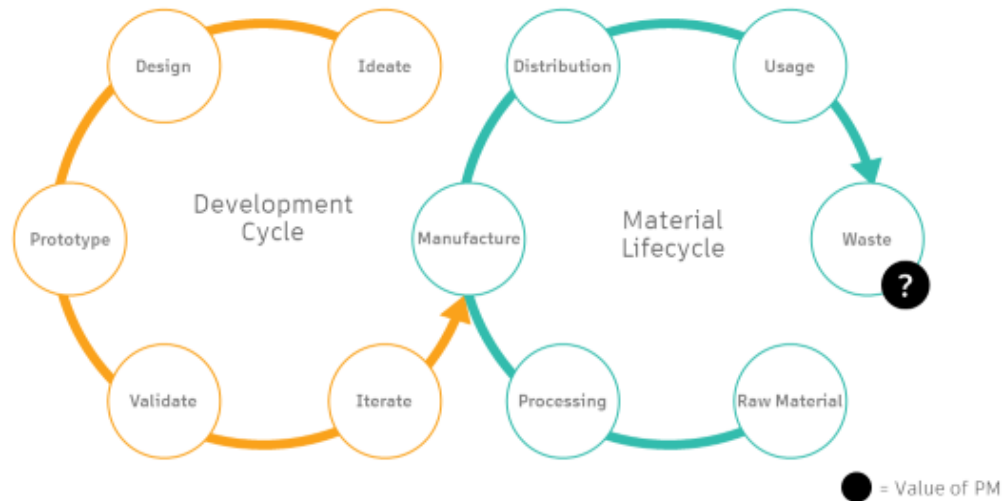 Design
Ideate
Distribution
Usage
Development
Cycle
Prototype
Manufacture
Material
Lifecycle
Waste
?
Validate
Iterate
Processing
Raw Material
= Value of PM